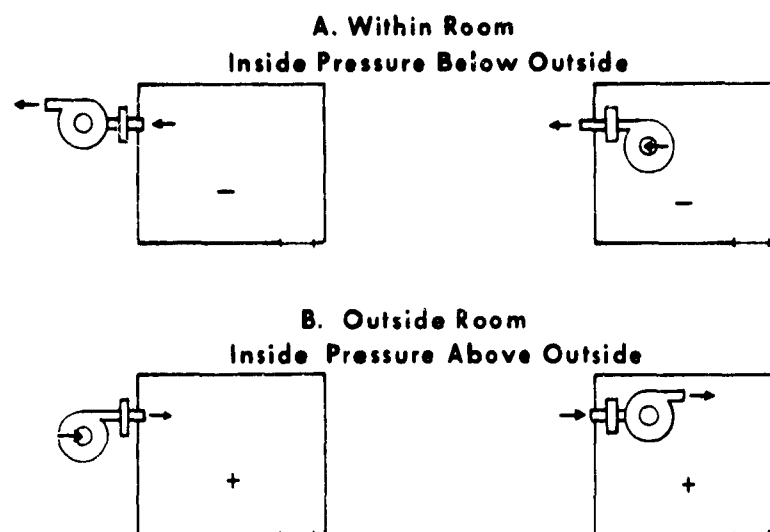 A. Within Room
Inside Pressure Below Outside
−
−
B. Outside Room
Inside Pressure Above Outside
+
+